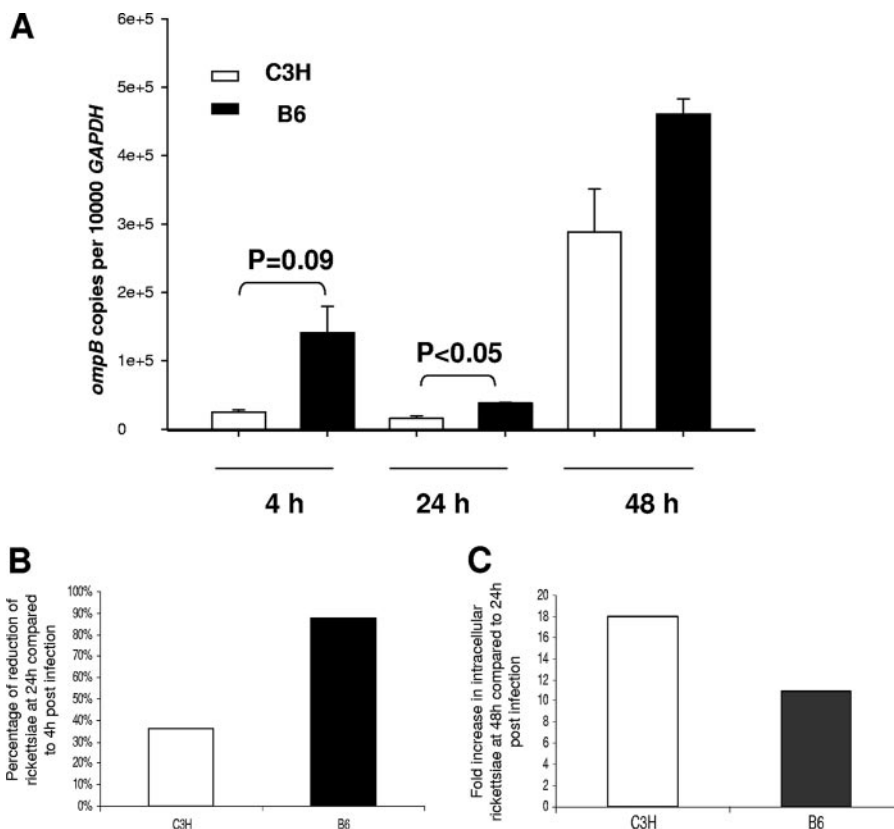 A
6e+5
5e+5
4e+5
3e+5
2e+5
1e+5
0
ompB copies per 10000 GAPDH
C3H
B6
P=0.09
P<0.05
4 h
24 h
48 h
B
Percentage of reduction of
rickettsiae at 24h compared
to 4h post infection
100%
90%
80%
70%
60%
50%
40%
30%
20%
10%
0%
C3H
B6
C
Fold increase in intracellular
rickettsiae at 48h compared to 24h
post infection
20
18
16
14
12
10
8
6
4
2
0
C3H
B6